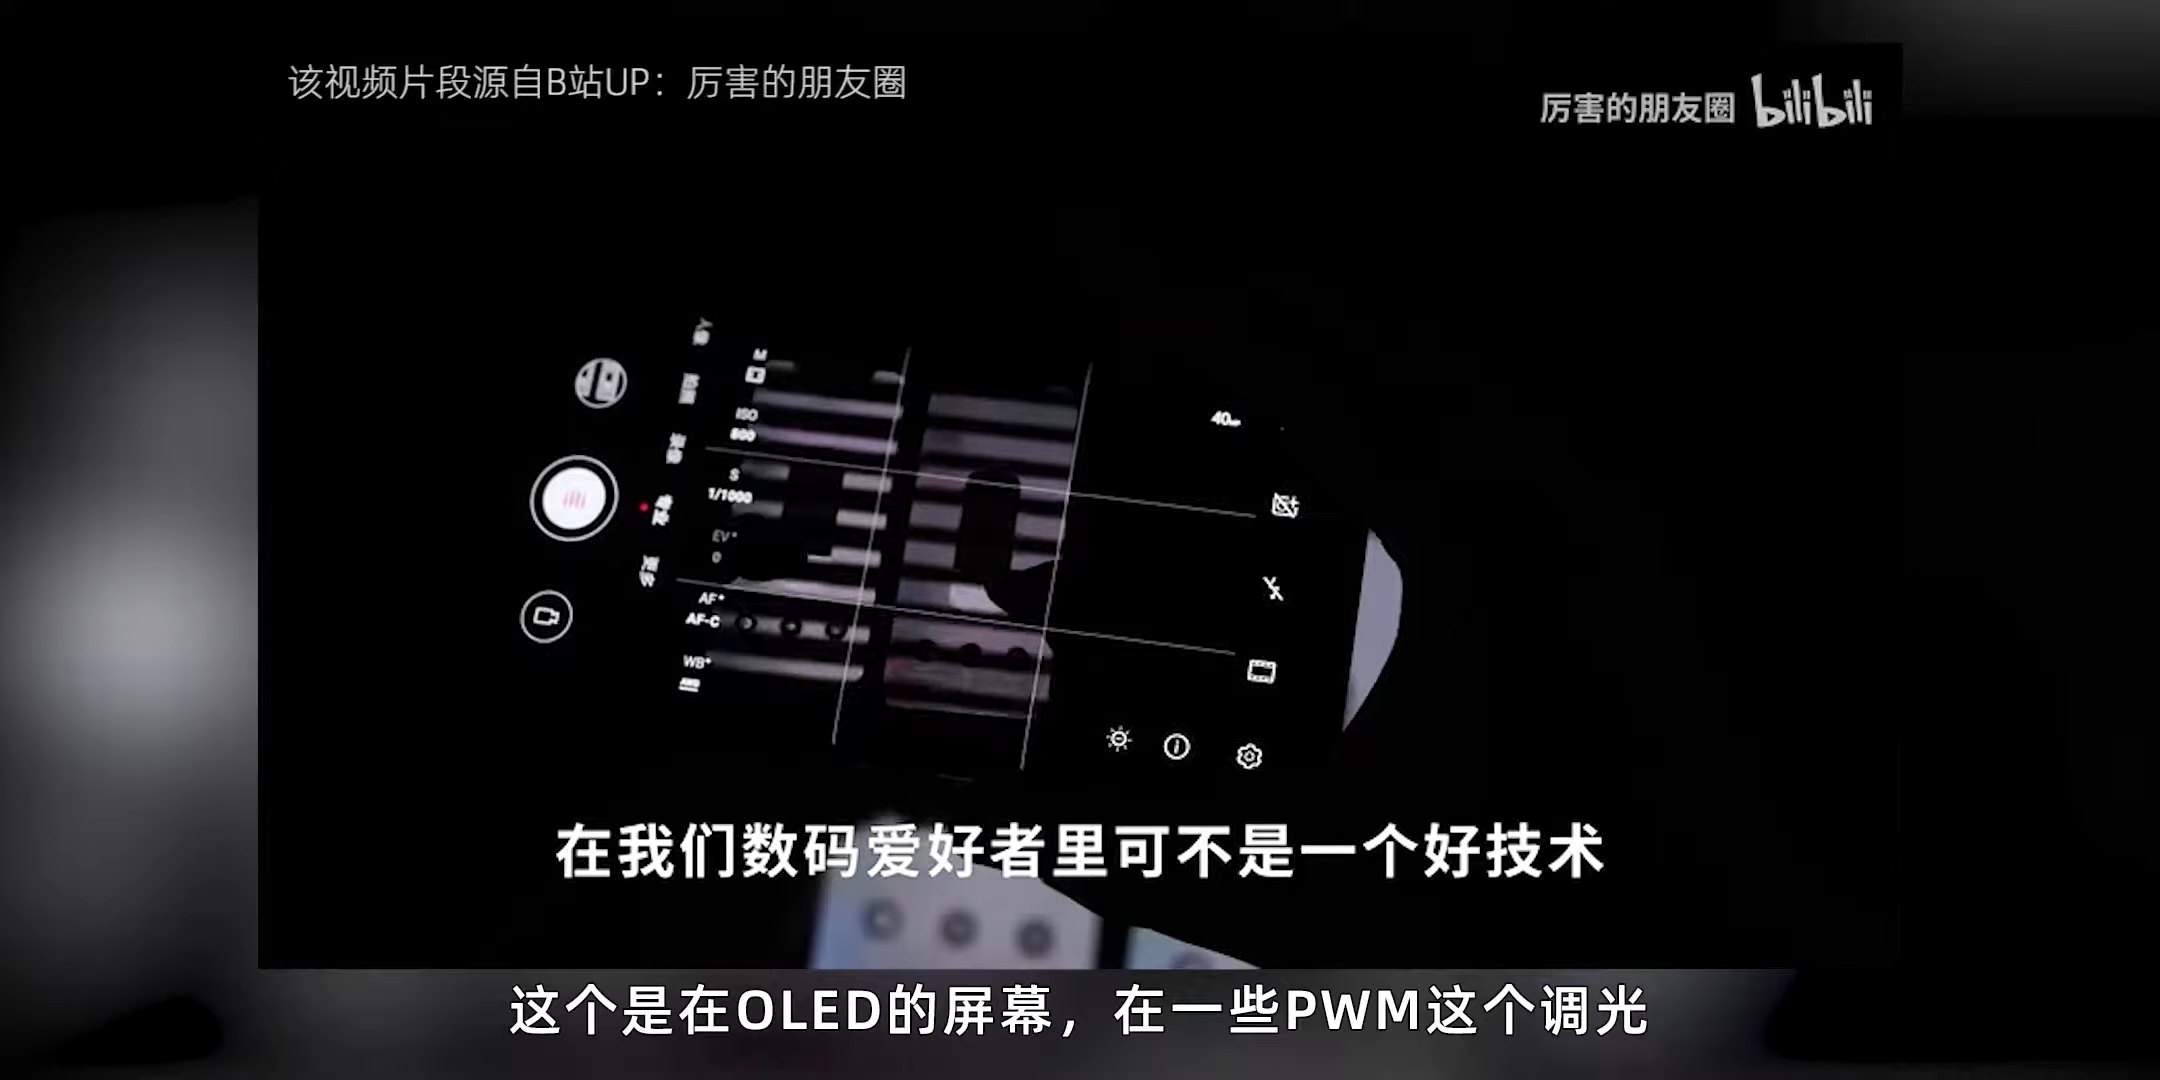 该视频片段源自B站UP：厉害的朋友圈
厉害的朋友圈 bilibili
M
ISO
800
40
S
1/1000
EV
0
AF
AF-C
WB
在我们数码爱好者里可不是一个好技术
这个是在OLED的屏幕，在一些PWM这个调光